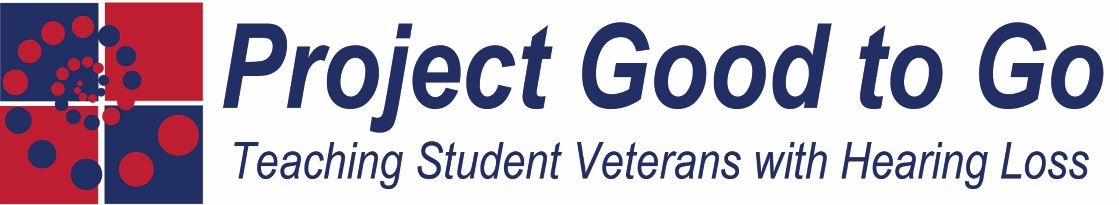 Project Good to Go
Teaching Student Veterans with Hearing Loss